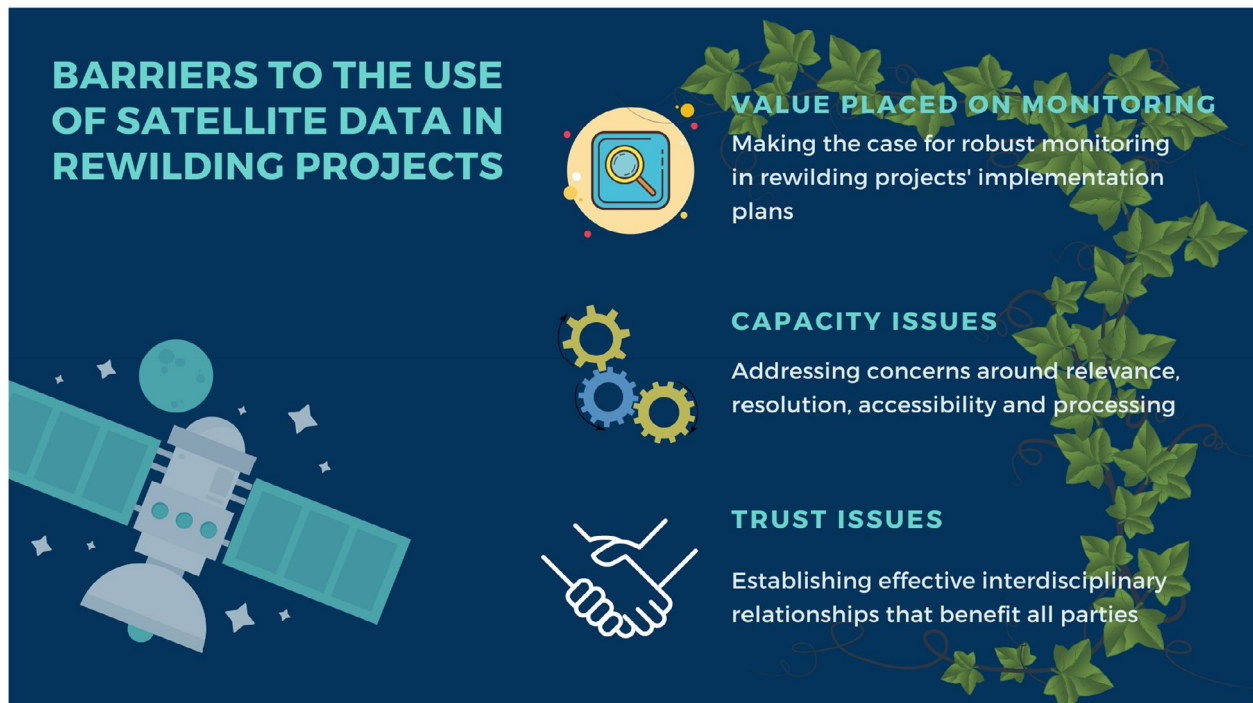 BARRIERS TO THE USE
OF SATELLITE DATA IN
REWILDING PROJECTS
VALUE PLACED ON MONITORING
Making the case for robust monitoring
in rewilding projects' implementation
plans
CAPACITY ISSUES
Addressing concerns around relevance,
resolution, accessibility and processing
TRUST ISSUES
Establishing effective interdisciplinary
relationships that benefit all parties